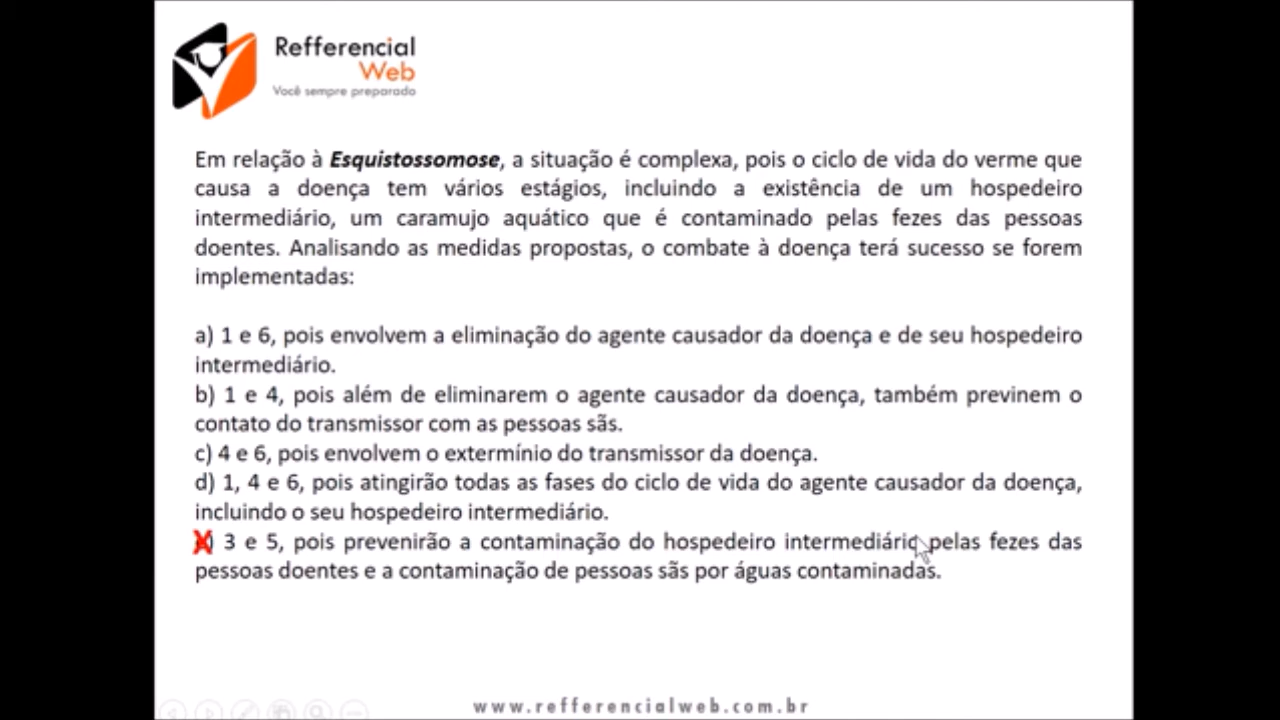 Refferencial
Web
Você sempre preparado
Em relação à Esquistossomose, a situação é complexa, pois o ciclo de vida do verme que
causa a doença tem vários estágios, incluindo a existência de um hospedeiro
intermediário, um caramujo aquático que é contaminado pelas fezes das pessoas
doentes. Analisando as medidas propostas, o combate à doença terá sucesso se forem
implementadas:
a) 1 e 6, pois envolvem a eliminação do agente causador da doença e de seu hospedeiro
intermediário.
b) 1 e 4, pois além de eliminarem o agente causador da doença, também previnem o
contato do transmissor com as pessoas sãs.
c) 4 e 6, pois envolvem o extermínio do transmissor da doença.
d) 1, 4 e 6, pois atingirão todas as fases do ciclo de vida do agente causador da doença,
incluindo o seu hospedeiro intermediário.
X) 3 e 5, pois prevenirão a contaminação do hospedeiro intermediário pelas fezes das
pessoas doentes e a contaminação de pessoas sãs por águas contaminadas.
www.refferencialweb.com.br